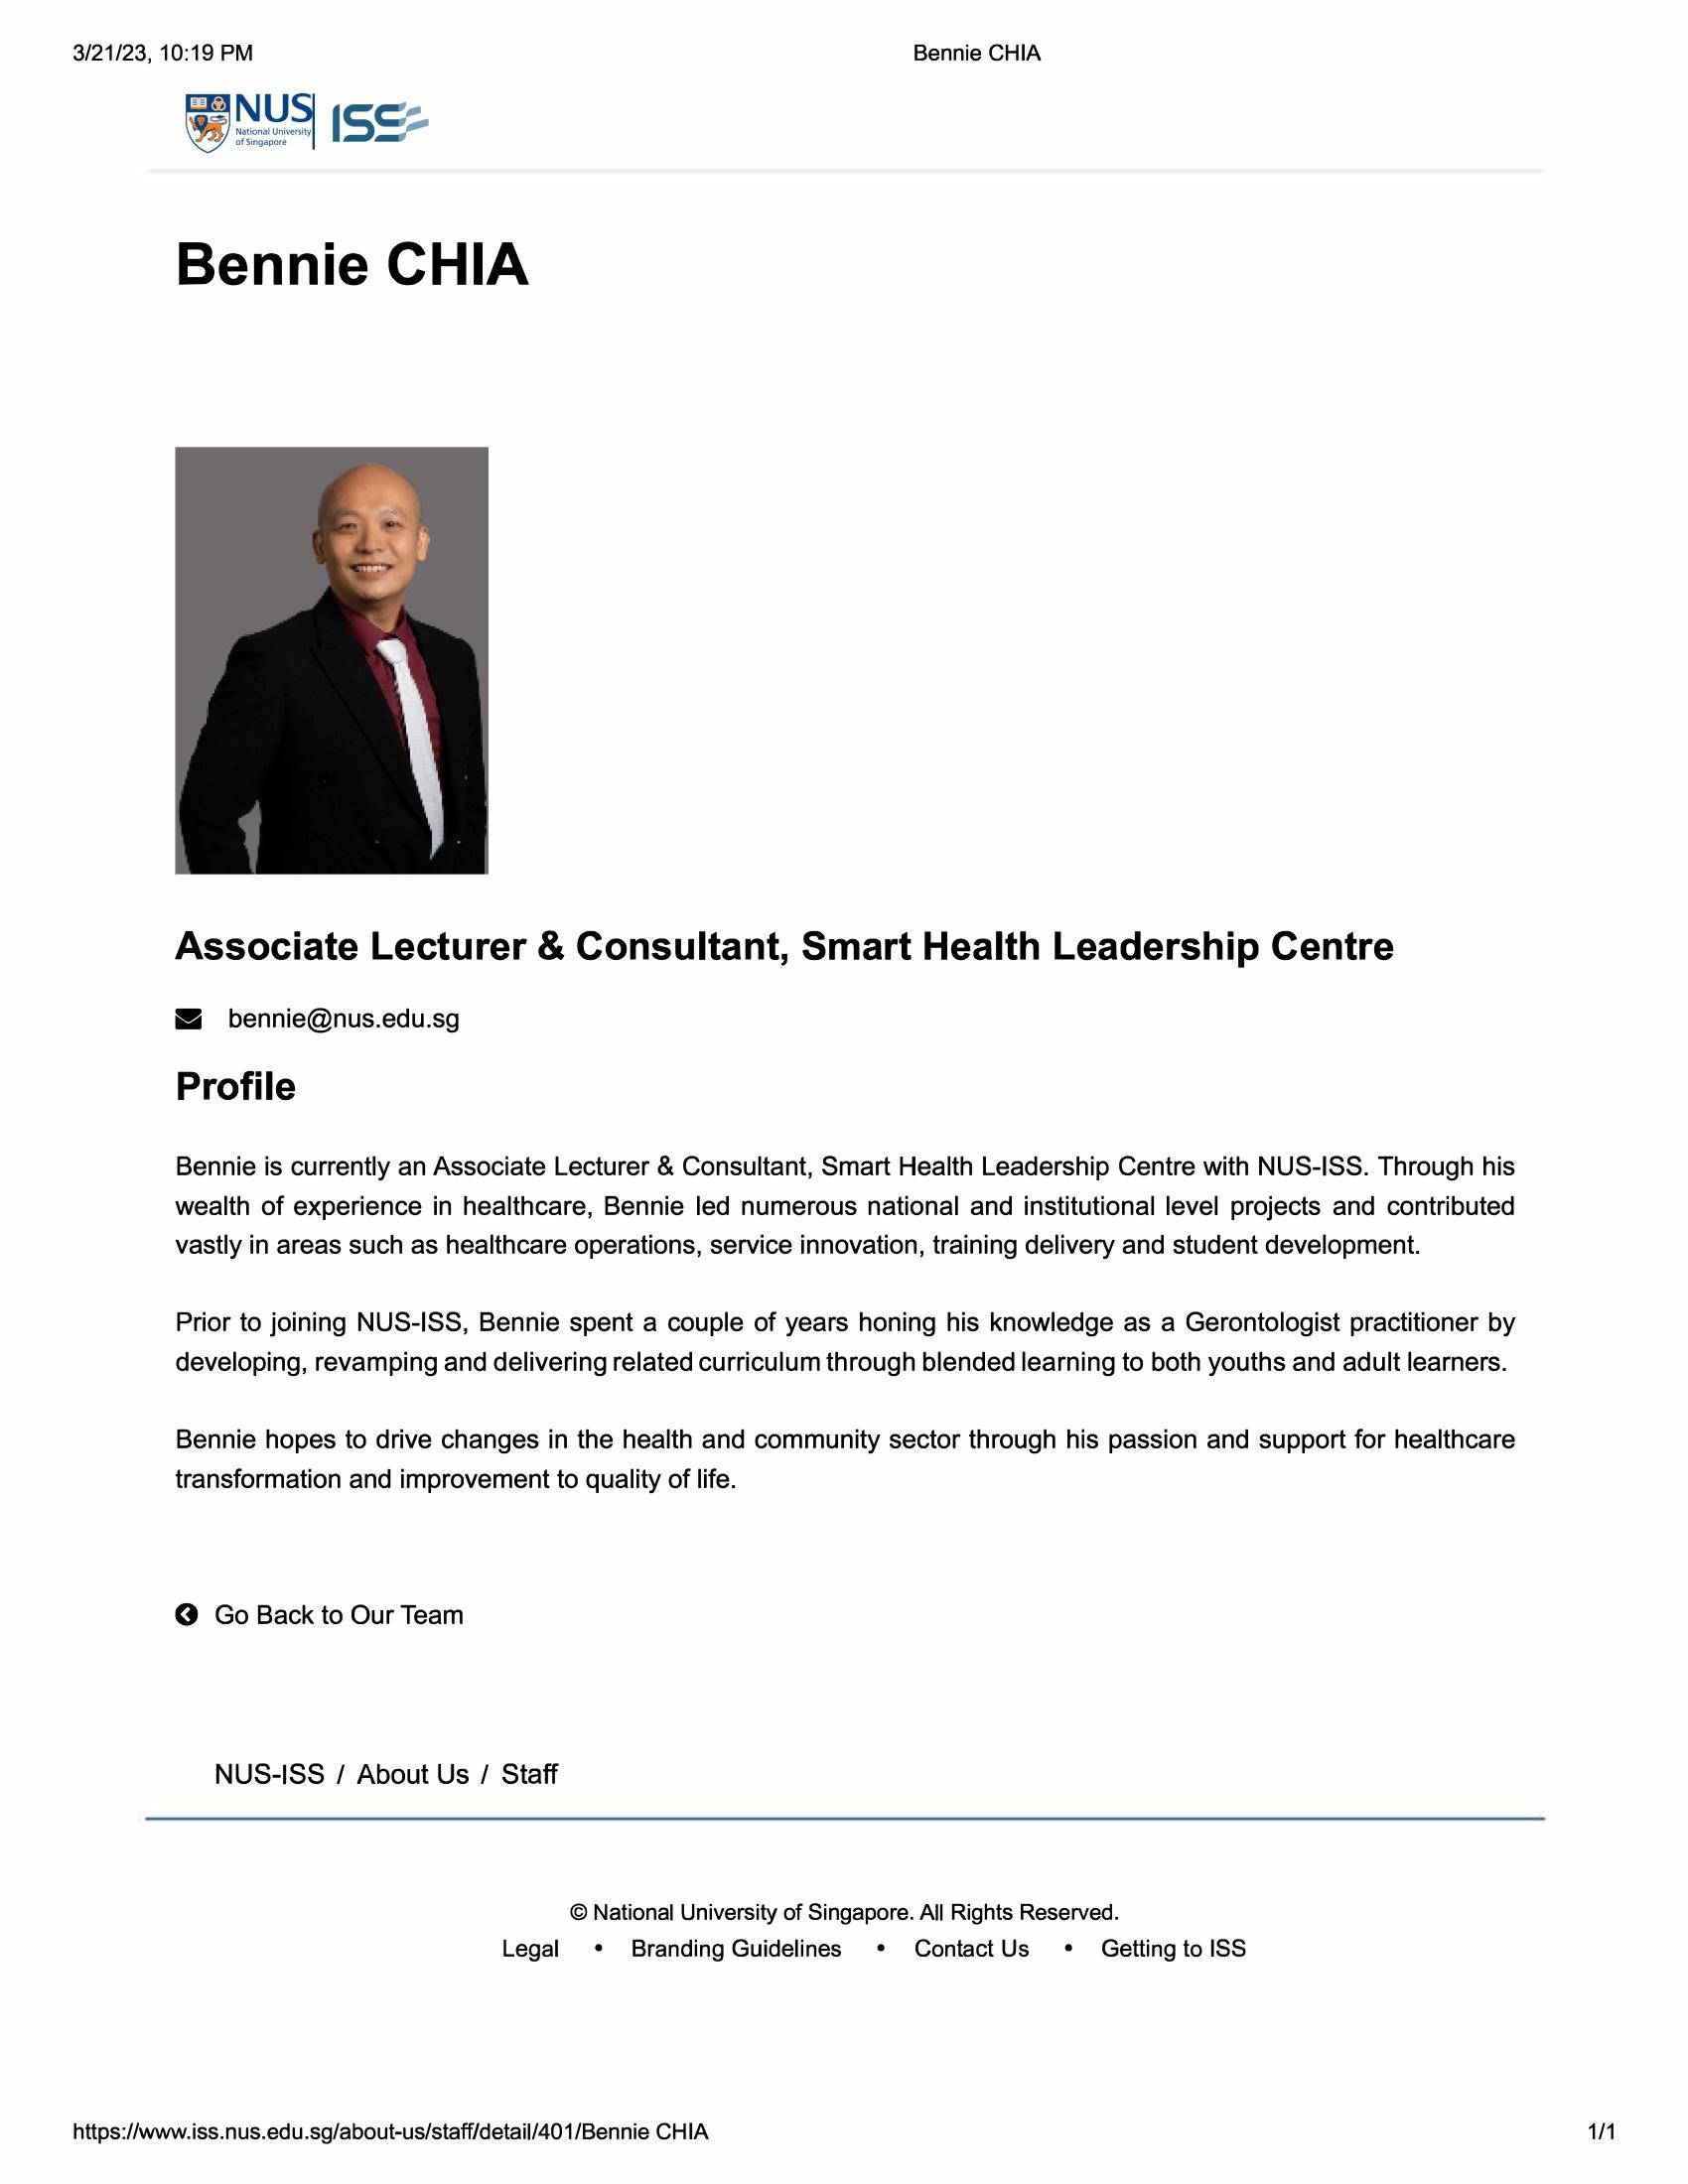 3/21/23, 10:19 PM
Bennie CHIA
NUS
National University
of Singapore
ISS
Bennie CHIA
Associate Lecturer & Consultant, Smart Health Leadership Centre
bennie@nus.edu.sg
Profile
Bennie is currently an Associate Lecturer & Consultant, Smart Health Leadership Centre with NUS-ISS. Through his
wealth of experience in healthcare, Bennie led numerous national and institutional level projects and contributed
vastly in areas such as healthcare operations, service innovation, training delivery and student development.
Prior to joining NUS-ISS, Bennie spent a couple of years honing his knowledge as a Gerontologist practitioner by
developing, revamping and delivering related curriculum through blended learning to both youths and adult learners.
Bennie hopes to drive changes in the health and community sector through his passion and support for healthcare
transformation and improvement to quality of life.
Go Back to Our Team
NUS-ISS / About Us / Staff
© National University of Singapore. All Rights Reserved.
Legal • Branding Guidelines • Contact Us • Getting to ISS
https://www.iss.nus.edu.sg/about-us/staff/detail/401/Bennie CHIA
1/1